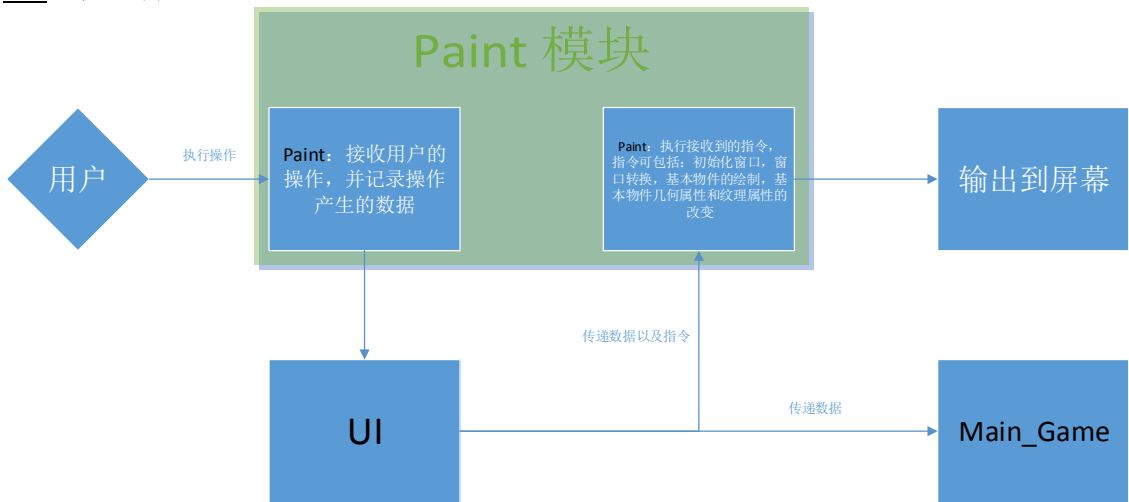 Paint 模块
用户
执行操作
Paint：接收用户的
操作，并记录操作
产生的数据
Paint：执行接收到的指令，
指令可包括：初始化窗口，窗
口转换，基本物件的绘制，基
本物件几何属性和纹理属性的
改变
输出到屏幕
传递数据以及指令
UI
传递数据
Main_Game